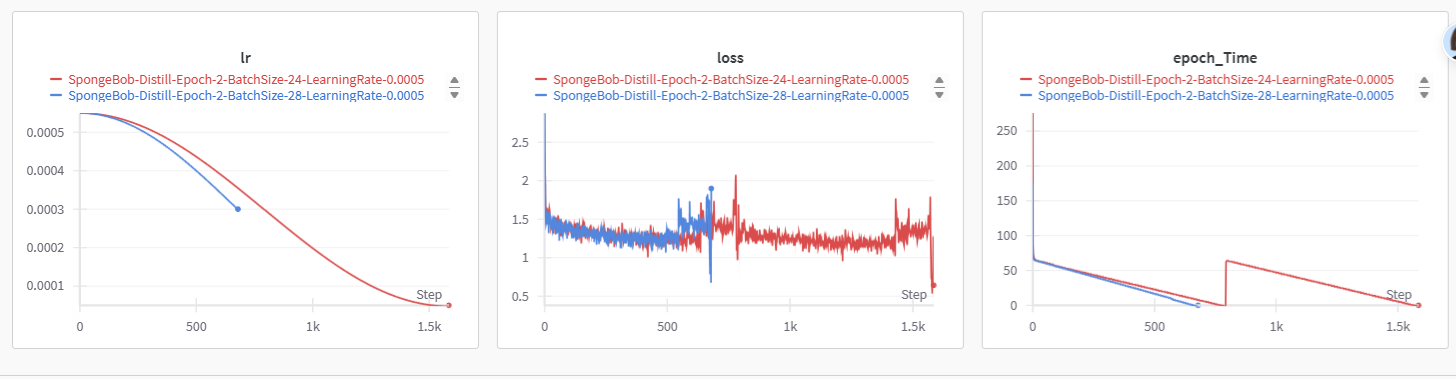 lr
SpongeBob-Distill-Epoch-2-BatchSize-24-LearningRate-0.0005
SpongeBob-Distill-Epoch-2-BatchSize-28-LearningRate-0.0005
0.0005
0.0004
0.0003
0.0002
0.0001
Step
0 500 1k 1.5k
loss
SpongeBob-Distill-Epoch-2-BatchSize-24-LearningRate-0.0005
SpongeBob-Distill-Epoch-2-BatchSize-28-LearningRate-0.0005
2.5
2
1.5
1
0.5
Step
0 500 1k 1.5k
epoch_Time
SpongeBob-Distill-Epoch-2-BatchSize-24-LearningRate-0.0005
SpongeBob-Distill-Epoch-2-BatchSize-28-LearningRate-0.0005
250
200
150
100
50
0
Step
0 500 1k 1.5k